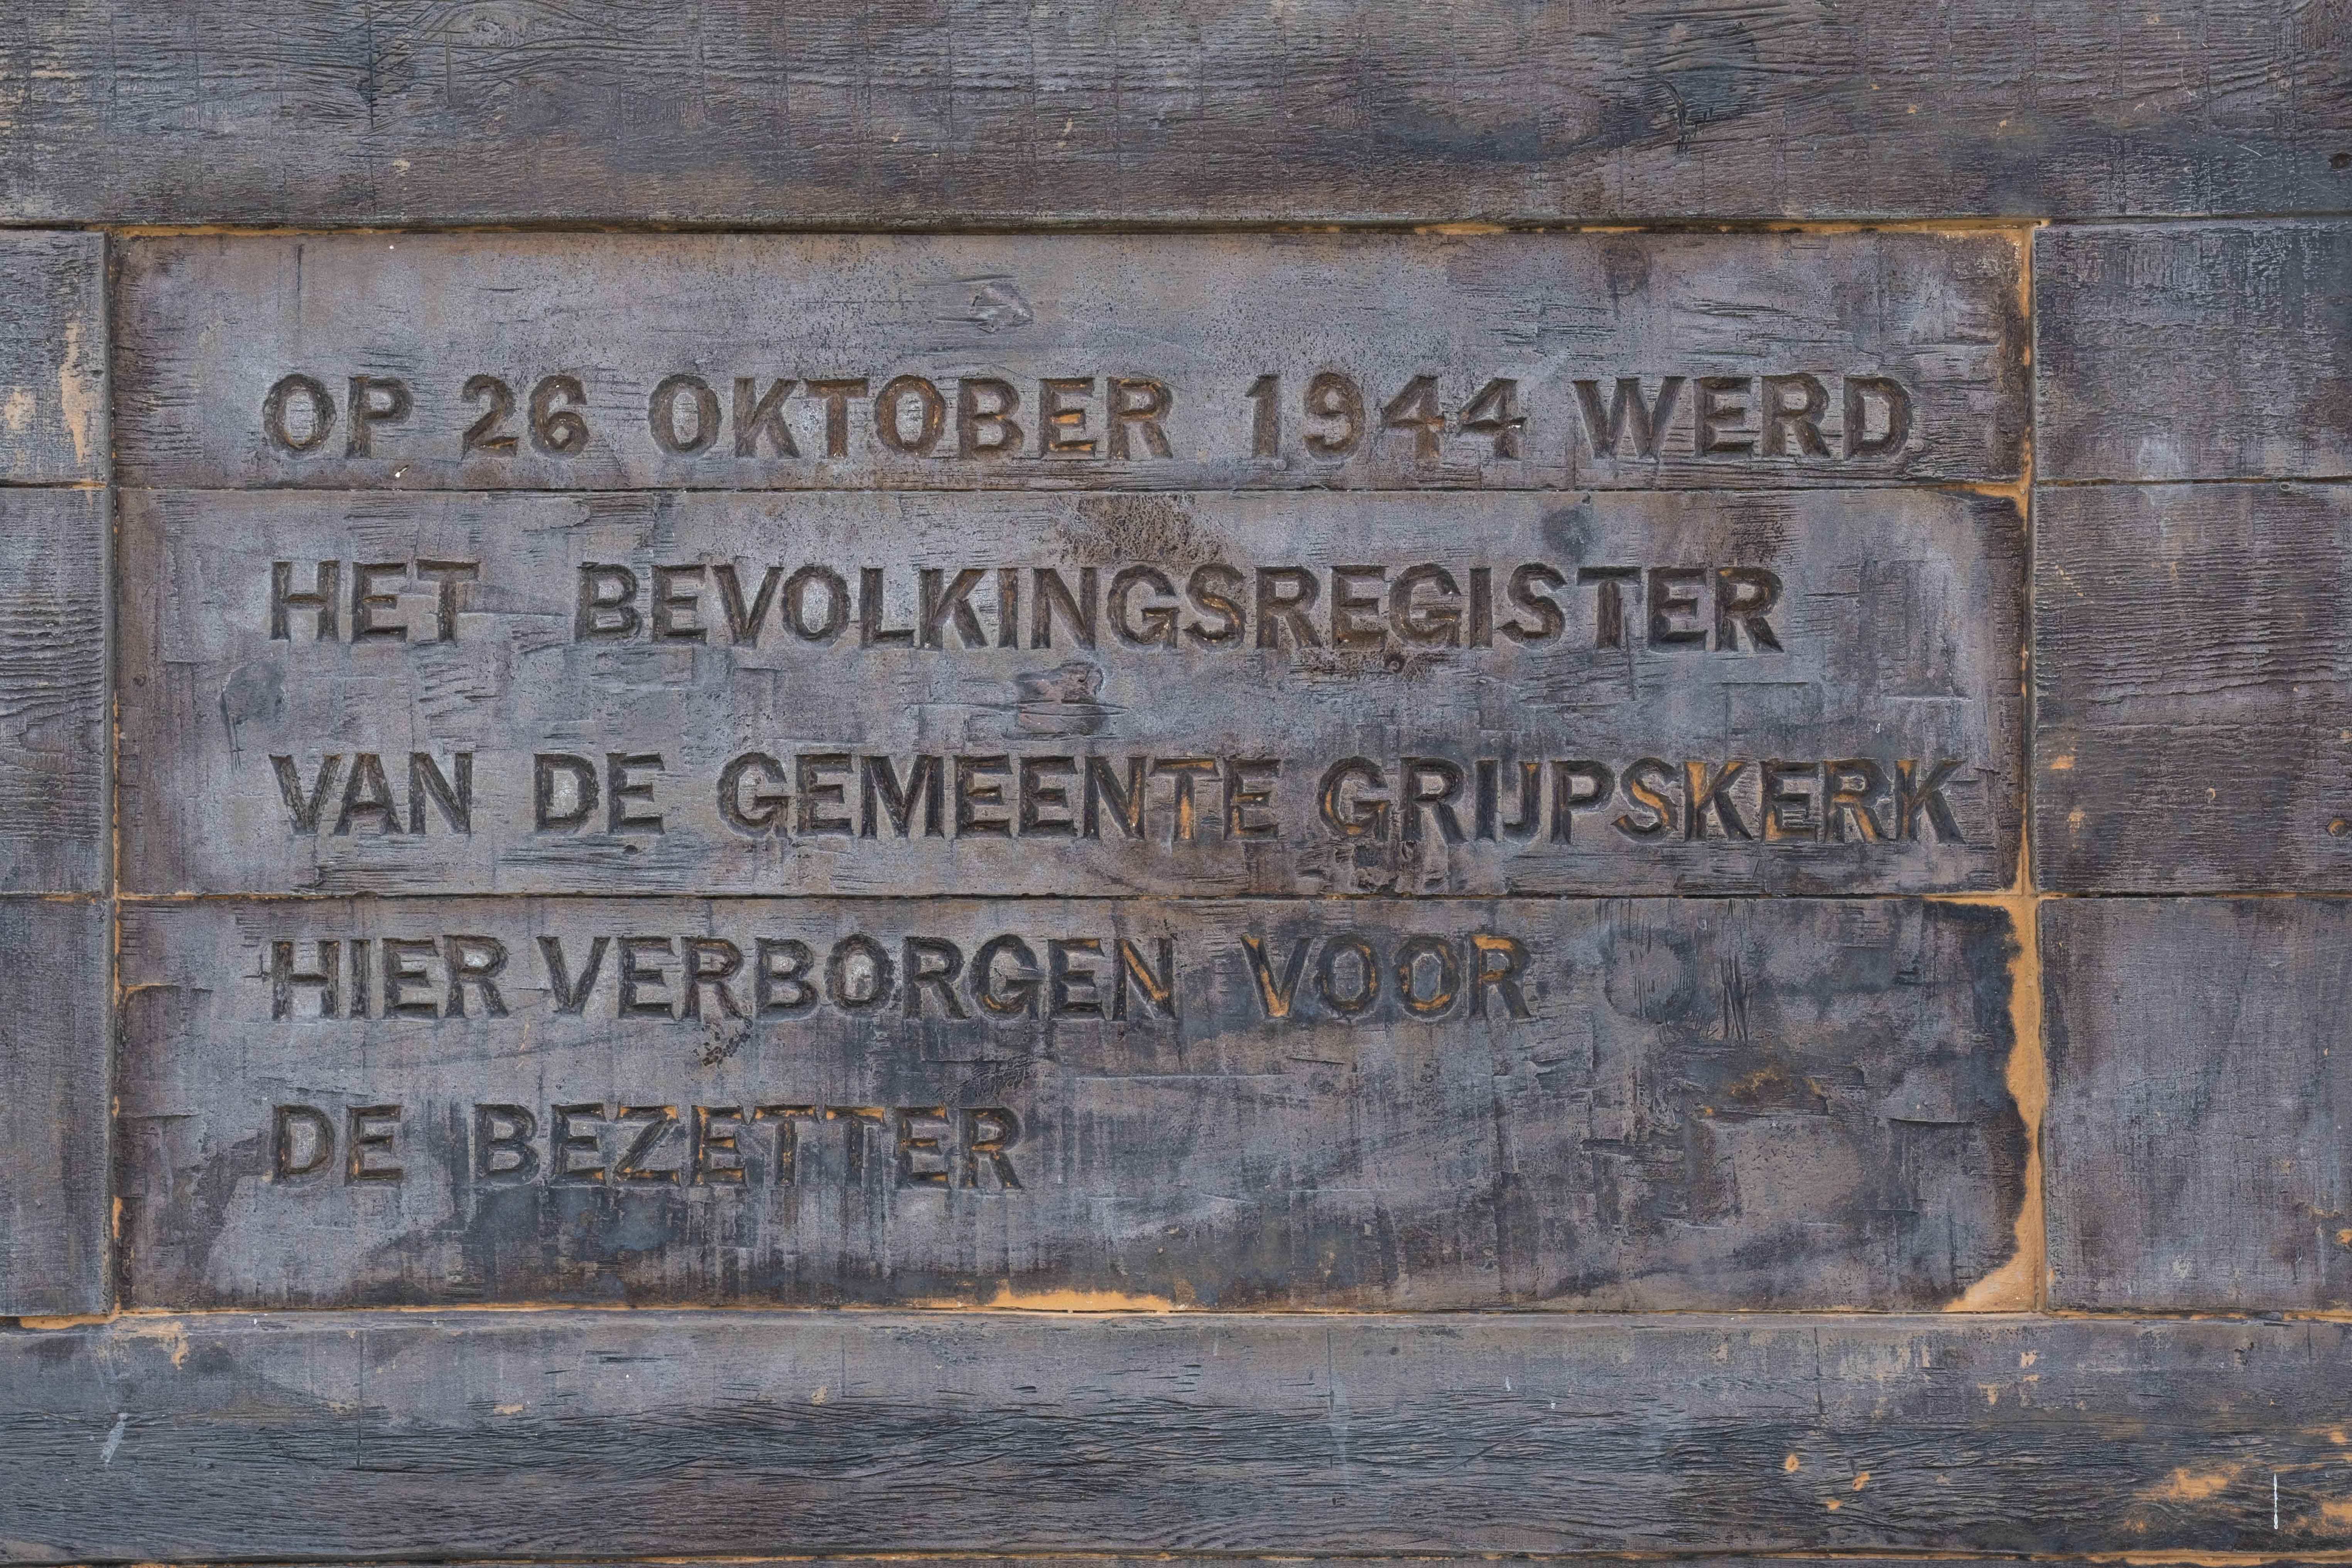 OP 26 OKTOBER 1944 WERD
HET BEVOLKINGSREGISTER
VAN DE GEMEENTE GRIJPSKERK
HIER VERBORGEN VOOR
DE BEZETTER